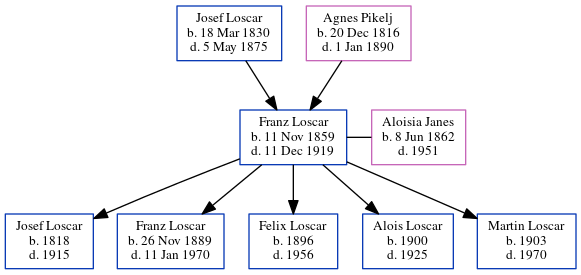 Josef Loscar
b. 18 Mar 1830
d. 5 May 1875
Agnes Pikelj
b. 20 Dec 1816
d. 1 Jan 1890
Franz Loscar
b. 11 Nov 1859
d. 11 Dec 1919
Aloisia Janes
b. 8 Jun 1862
d. 1951
Josef Loscar
b. 1818
d. 1915
Franz Loscar
b. 26 Nov 1889
d. 11 Jan 1970
Felix Loscar
b. 1896
d. 1956
Alois Loscar
b. 1900
d. 1925
Martin Loscar
b. 1903
d. 1970